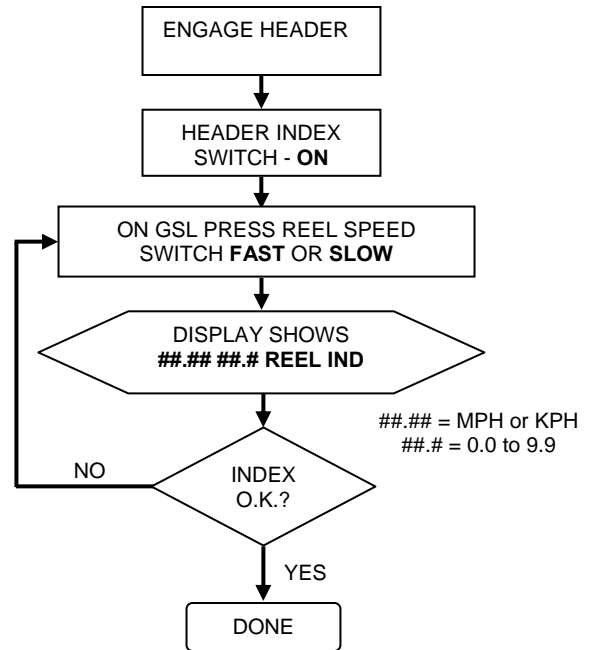 ENGAGE HEADER
HEADER INDEX
SWITCH - ON
ON GSL PRESS REEL SPEED
SWITCH FAST OR SLOW
DISPLAY SHOWS
##.## ##.# REEL IND
##.## = MPH or KPH
##.# = 0.0 to 9.9
NO
INDEX
O.K.?
YES
DONE